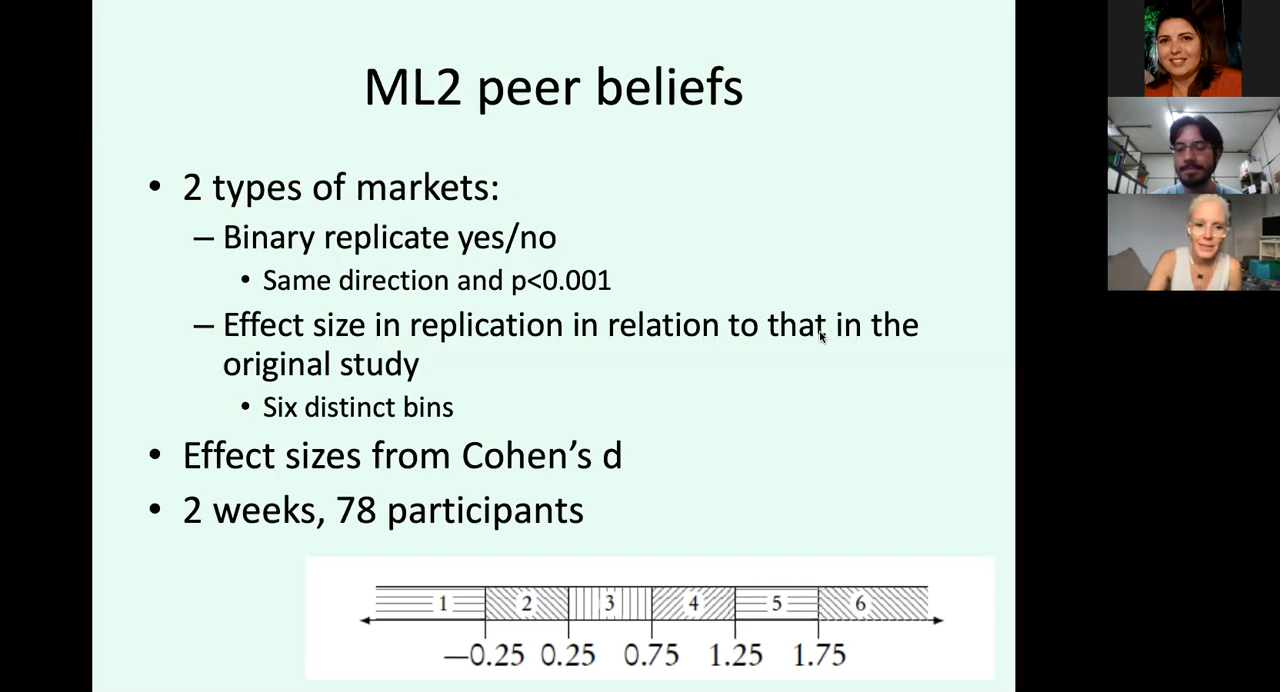 ML2 peer beliefs
• 2 types of markets:
– Binary replicate yes/no
• Same direction and p<0.001
– Effect size in replication in relation to that in the
original study
• Six distinct bins
• Effect sizes from Cohen’s d
• 2 weeks, 78 participants
1 2 3 4 5 6
—0.25 0.25 0.75 1.25 1.75